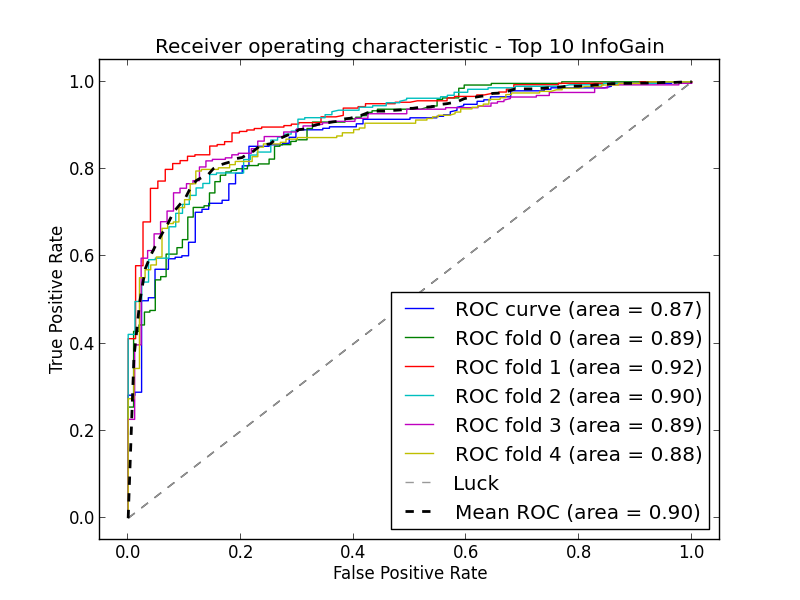 Receiver operating characteristic - Top 10 InfoGain
1.0
0.8
0.6
0.4
0.2
0.0
True Positive Rate
ROC curve (area = 0.87)
ROC fold 0 (area = 0.89)
ROC fold 1 (area = 0.92)
ROC fold 2 (area = 0.90)
ROC fold 3 (area = 0.89)
ROC fold 4 (area = 0.88)
Luck
Mean ROC (area = 0.90)
0.0 0.2 0.4 0.6 0.8 1.0
False Positive Rate